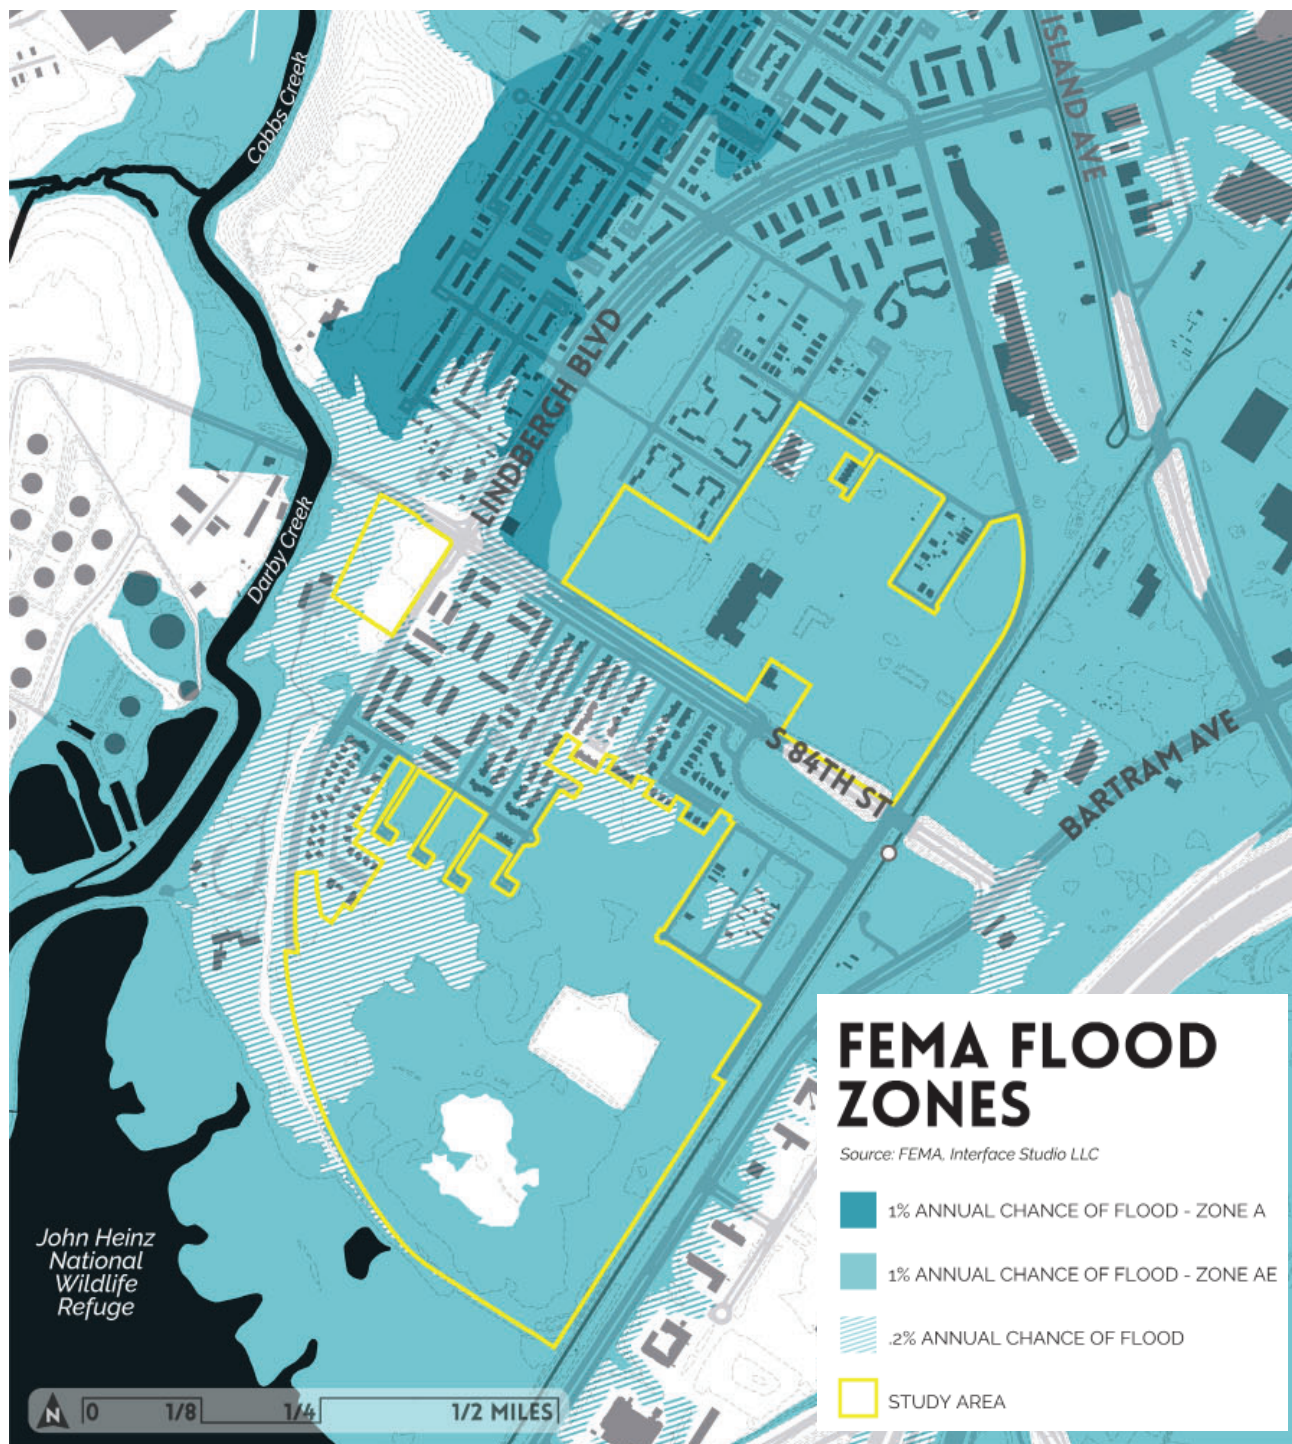 Cobbs Creek
ISLAND AVE
LINDBERGH BLVD
Darby Creek
S 84TH ST
BARTRAM AVE
John Heinz
National
Wildlife
Refuge
FEMA FLOOD
ZONES
Source: FEMA, Interface Studio LLC
1% ANNUAL CHANCE OF FLOOD - ZONE A
1% ANNUAL CHANCE OF FLOOD - ZONE AE
.2% ANNUAL CHANCE OF FLOOD
STUDY AREA
N 0 1/8 1/4 1/2 MILES